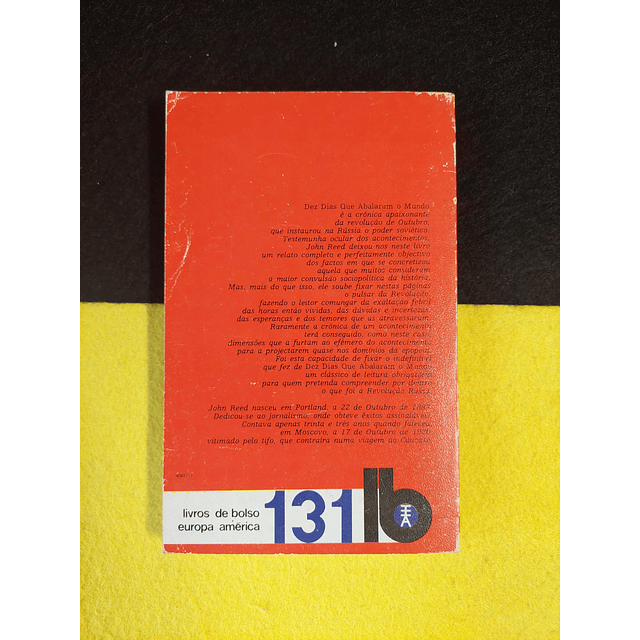 Dez Dias Que Abalaram o Mundo
é a crónica apaixonante
da revolução de Outubro,
que instaurou na Rússia o poder soviético.
Testemunha ocular dos acontecimentos,
John Reed deixou-nos neste livro
um relato completo e perfeitamente objectivo
dos factos em que se concretizou
aquela que muitos consideram
o maior convulsão sociopolítica da história.
Mas, mais do que isso, ele soube fixar nestas páginas
o pulsar da Revolução,
fazendo o leitor comungar da exaltação febril
das horas então vividas, das dúvidas e incertezas,
das esperanças e dos temores que as atravessaram.
Raramente a crónica de um acontecimento
terá conseguido, como neste caso,
dimensões que a furtam ao efémero do acontecimento
para a projectarem quase nos domínios da epopeia.
Foi esta capacidade de fixar o indefinível
que fez de Dez Dias Que Abalaram o Mundo
um clássico de leitura obrigatória
para quem pretenda compreender por dentro
o que foi a Revolução Russa.
John Reed nasceu em Portland, a 22 de Outubro de 1887.
Dedicou-se ao jornalismo, onde obteve êxitos assinaláveis.
Contava apenas trinta e três anos quando faleceu,
em Moscovo, a 17 de Outubro de 1920,
vitimado pelo tifo, que contraíra numa viagem ao Cáucaso.
livros de bolso
europa américa
131
lb
EA